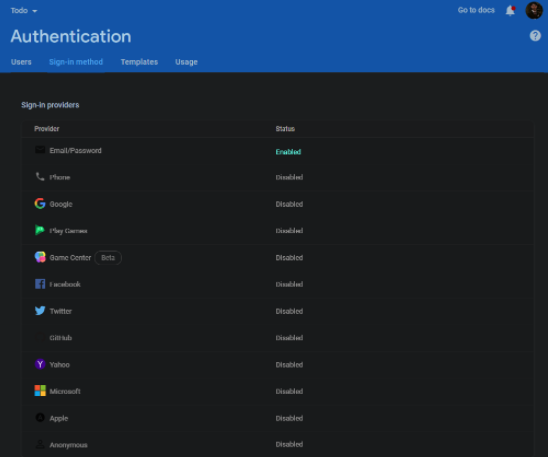 Todo Go to docs
Authentication
Users Sign-in method Templates Usage
Sign-in providers
Provider Status
Email/Password Enabled
Phone Disabled
Google Disabled
Play Games Disabled
Game Center Beta Disabled
Facebook Disabled
Twitter Disabled
GitHub Disabled
Yahoo Disabled
Microsoft Disabled
Apple Disabled
Anonymous Disabled